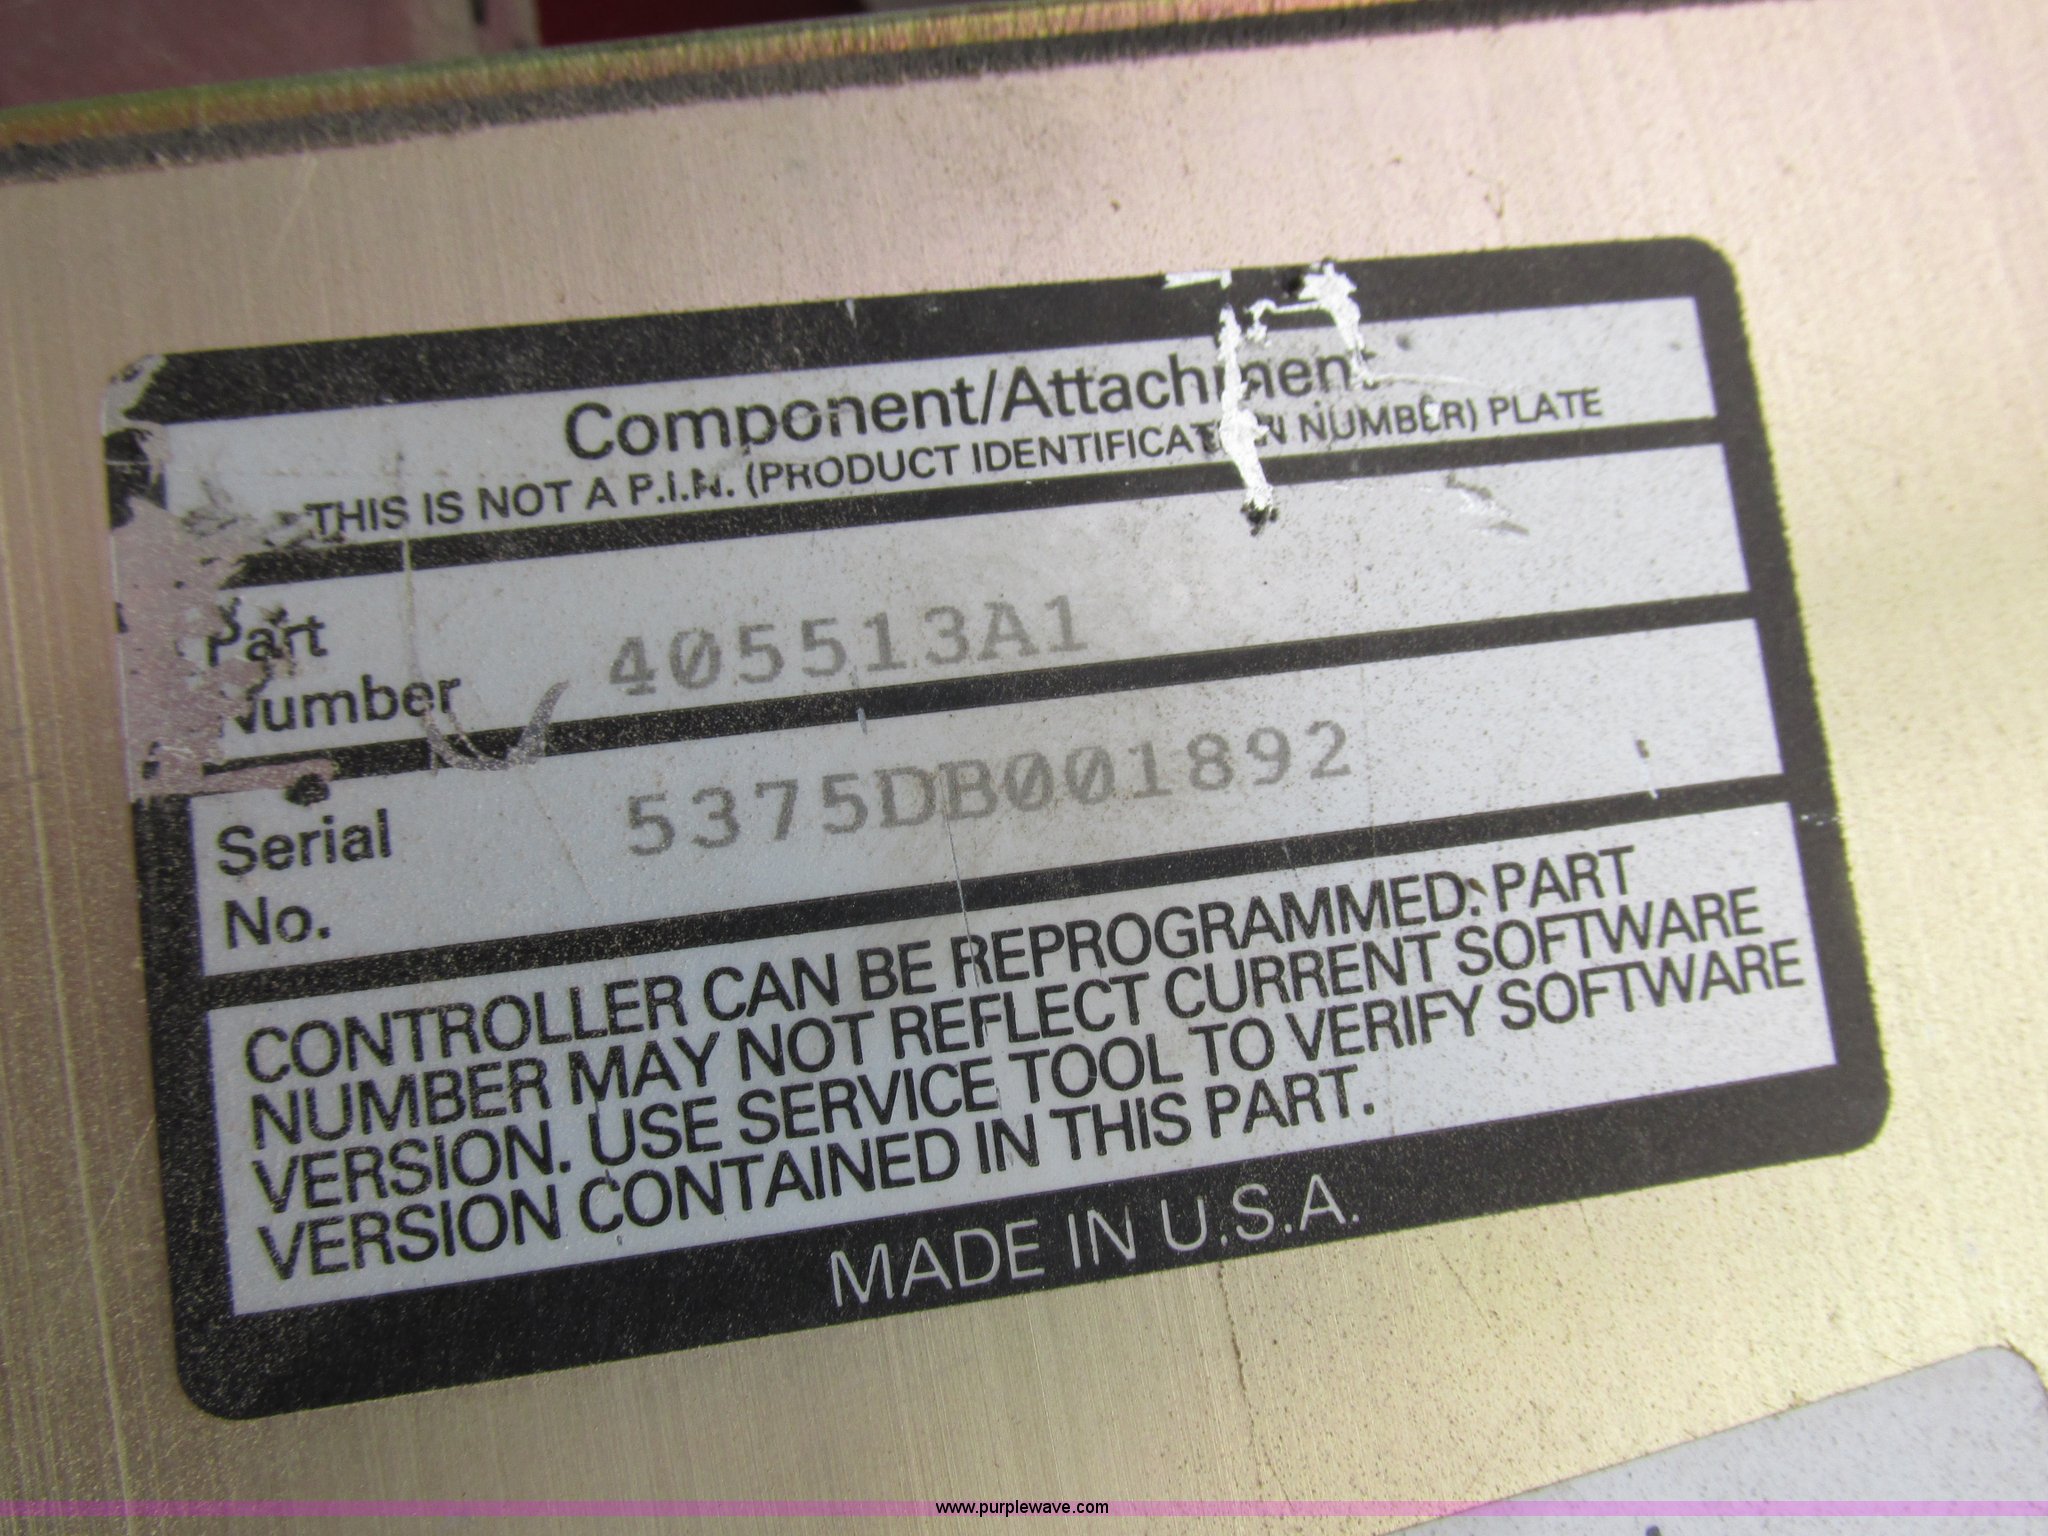 Component/Attachment
THIS IS NOT A P.I.N. (PRODUCT IDENTIFICATION NUMBER) PLATE
Part
Number
405513A1
Serial
No.
5375DB001892
CONTROLLER CAN BE REPROGRAMMED. PART
NUMBER MAY NOT REFLECT CURRENT SOFTWARE
VERSION. USE SERVICE TOOL TO VERIFY SOFTWARE
VERSION CONTAINED IN THIS PART.
MADE IN U.S.A.
www.purplewave.com